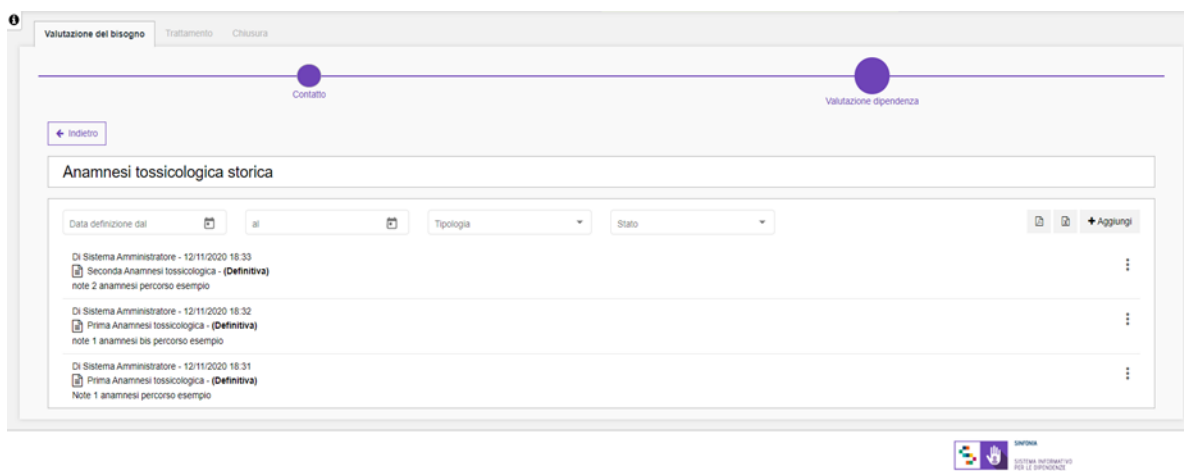 Valutazione del bisogno Trattamento Chiusura
Contatto
Valutazione dipendenza
Indietro
Anamnesi tossicologica storica
Data definizione dal al Tipologia Stato + Aggiungi
Di Sistema Amministratore - 12/11/2020 18:33
Seconda Anamnesi tossicologica - (Definitiva)
note 2 anamnesi percorso esempio
Di Sistema Amministratore - 12/11/2020 18:32
Prima Anamnesi tossicologica - (Definitiva)
note 1 anamnesi bis percorso esempio
Di Sistema Amministratore - 12/11/2020 18:31
Prima Anamnesi tossicologica - (Definitiva)
Note 1 anamnesi percorso esempio
SINFONIA
SISTEMA INFORMATIVO
PER LE DIPENDENZE